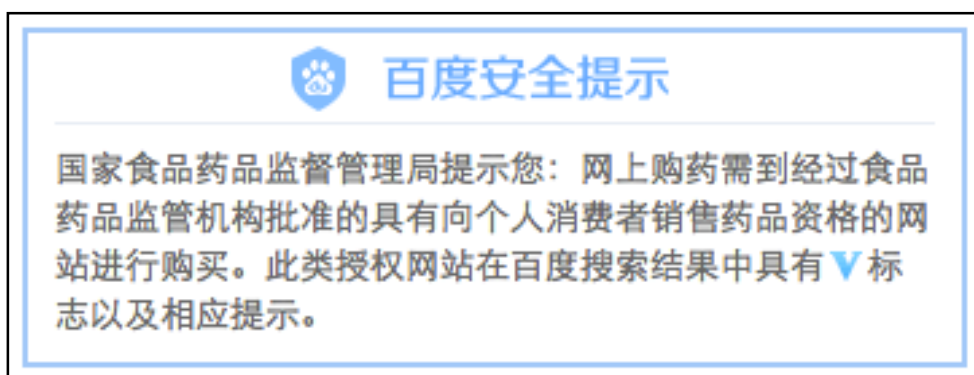 百度安全提示
国家食品药品监督管理局提示您：网上购药需到经过食品
药品监管机构批准的具有向个人消费者销售药品资格的网
站进行购买。此类授权网站在百度搜索结果中具有V标
志以及相应提示。